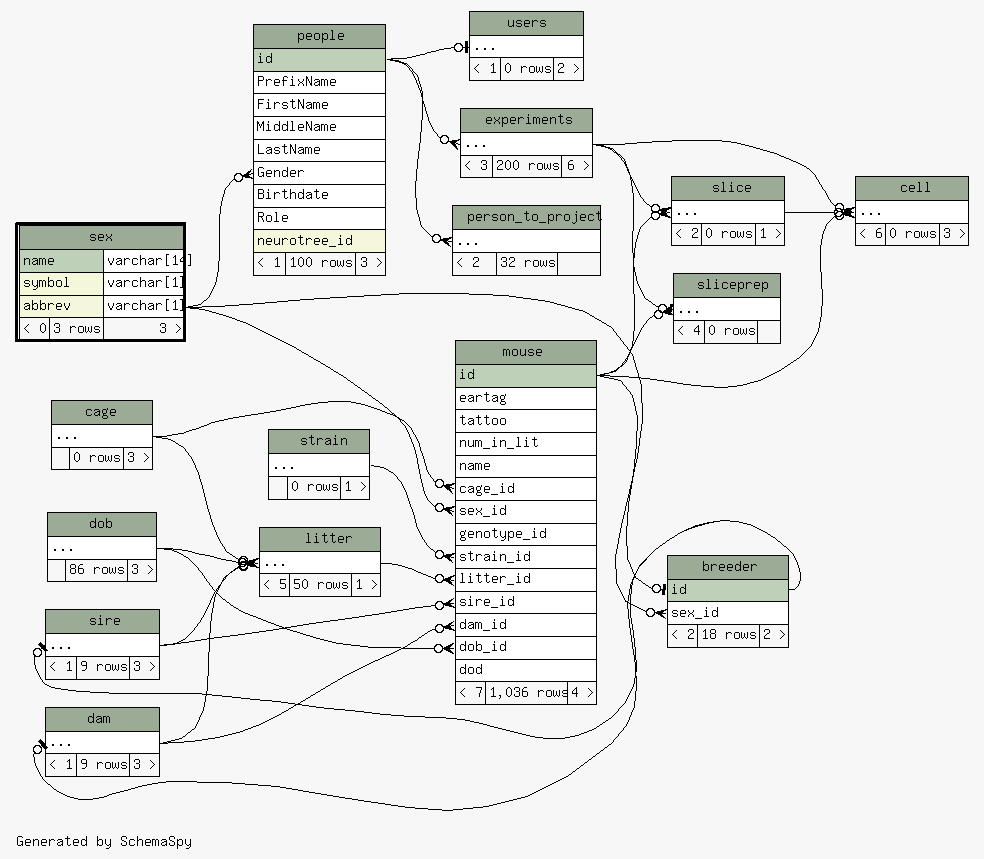 users
...
< 1 0 rows 2 >
people
id
PrefixName
FirstName
MiddleName
LastName
Gender
Birthdate
Role
neurotree_id
< 1 100 rows 3 >
experiments
...
< 3 200 rows 6 >
person_to_project
...
< 2 32 rows
slice
...
< 2 0 rows 1 >
cell
...
< 6 0 rows 3 >
sliceprep
...
< 4 0 rows
sex
name varchar[14]
symbol varchar[1]
abbrev varchar[1]
< 0 3 rows 3 >
mouse
id
eartag
tattoo
num_in_lit
name
cage_id
sex_id
genotype_id
strain_id
litter_id
sire_id
dam_id
dob_id
dod
< 7 1,036 rows 4 >
cage
...
0 rows 3 >
strain
...
0 rows 1 >
dob
...
86 rows 3 >
litter
...
< 5 50 rows 1 >
breeder
id
sex_id
< 2 18 rows 2 >
sire
...
< 1 9 rows 3 >
dam
...
< 1 9 rows 3 >
Generated by SchemaSpy